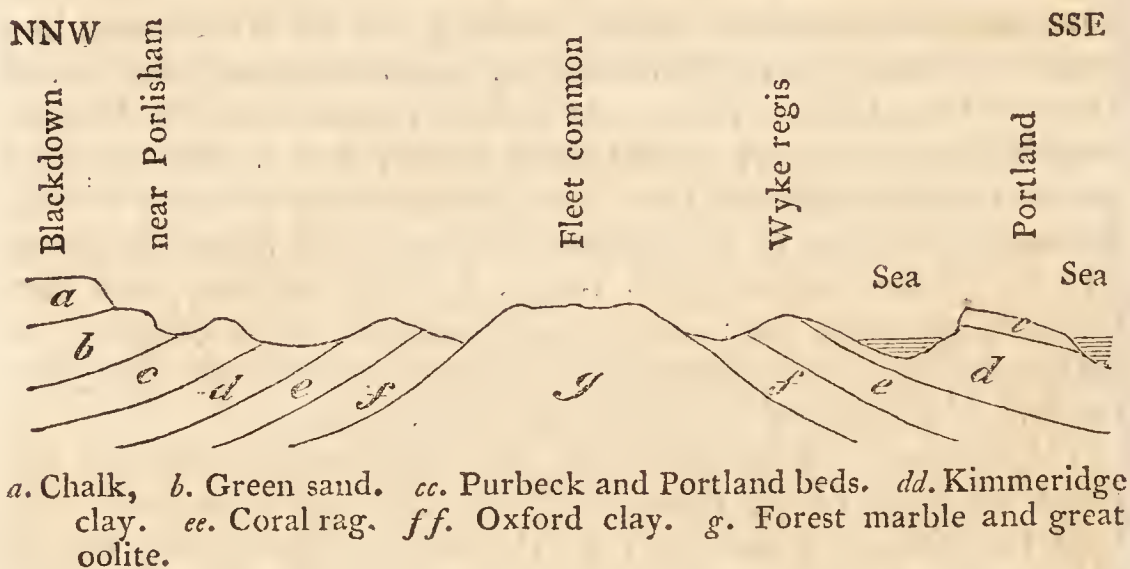 NNW SSE
Blackdown.
near Porlisham
Fleet common
Wyke regis
Portland
Sea Sea
a c
b c d e f g f e d
a. Chalk, b. Green sand. cc. Purbeck and Portland beds. dd. Kimmeridge
clay. ee. Coral rag. ff. Oxford clay. g. Forest marble and great
oolite.